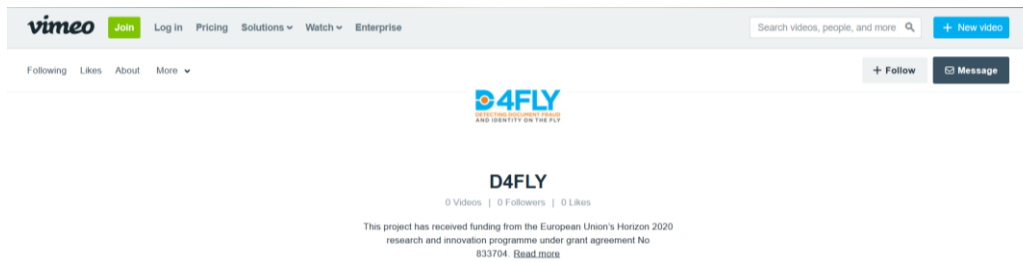 vimeo Join Log in Pricing Solutions Watch Enterprise Search videos, people, and more + New video
Following Likes About More + Follow Message
D4FLY
DETECTING DOCUMENT FRAUD
AND IDENTITY ON THE FLY
D4FLY
0 Videos | 0 Followers | 0 Likes
This project has received funding from the European Union's Horizon 2020
research and innovation programme under grant agreement No
833704. Read more